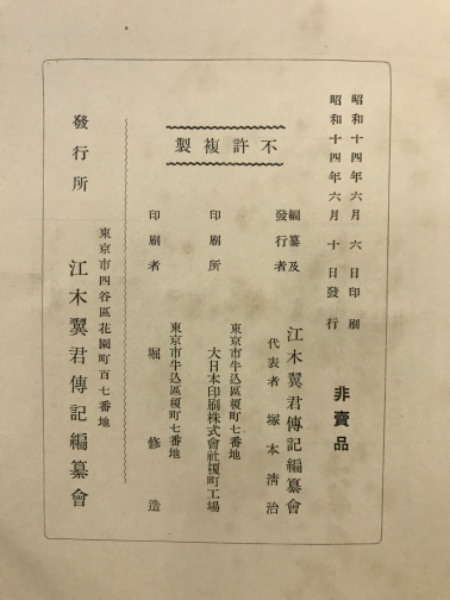 昭和十四年六月六日印刷
昭和十四年六月十日發行
非賣品
不許複製
編纂及發行者
江木翼君傳記編纂會
代表者 塚本清治
印刷所
東京市牛込區榎町七番地
大日本印刷株式會社榎町工場
印刷者
東京市牛込區榎町七番地
堀修造
發行所
東京市四谷區花園町百七番地
江木翼君傳記編纂會